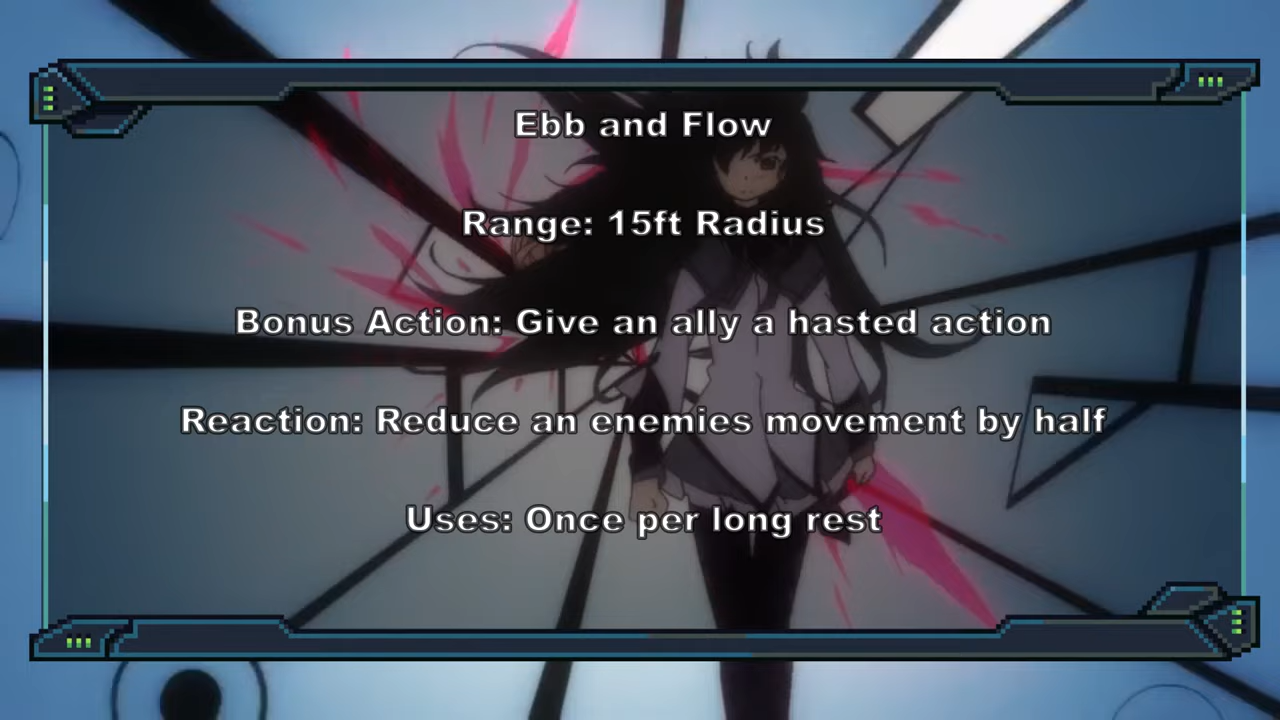 Ebb and Flow
Range: 15ft Radius
Bonus Action: Give an ally a hasted action
Reaction: Reduce an enemies movement by half
Uses: Once per long rest